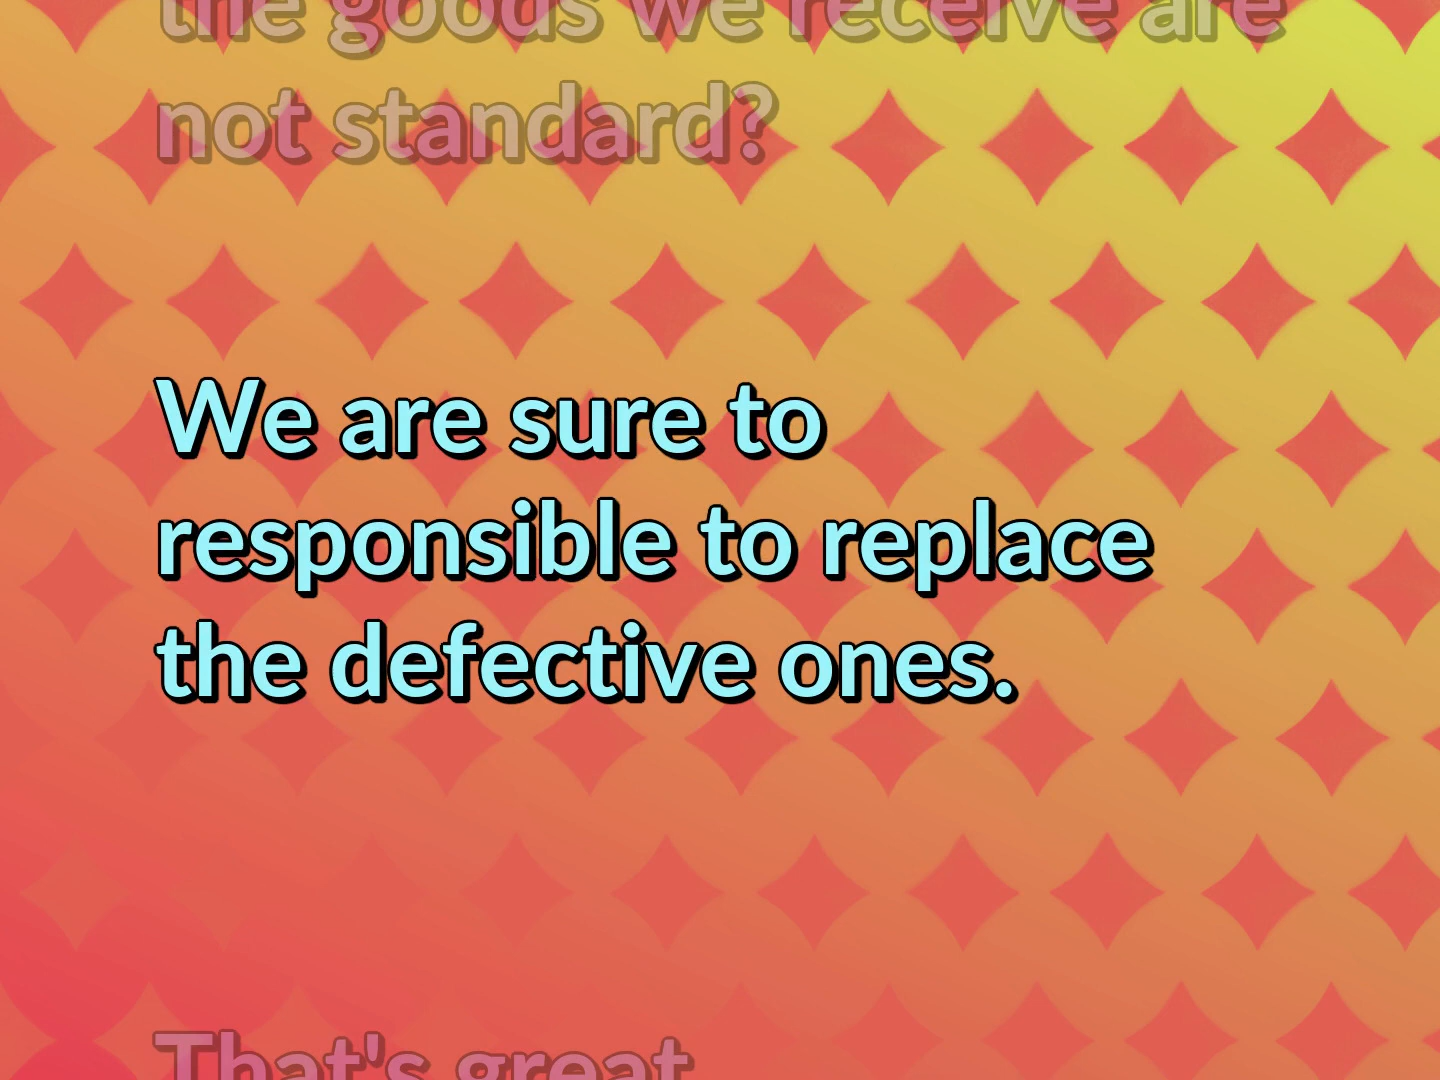 the goods we receive are
not standard?
We are sure to
responsible to replace
the defective ones.
That's great